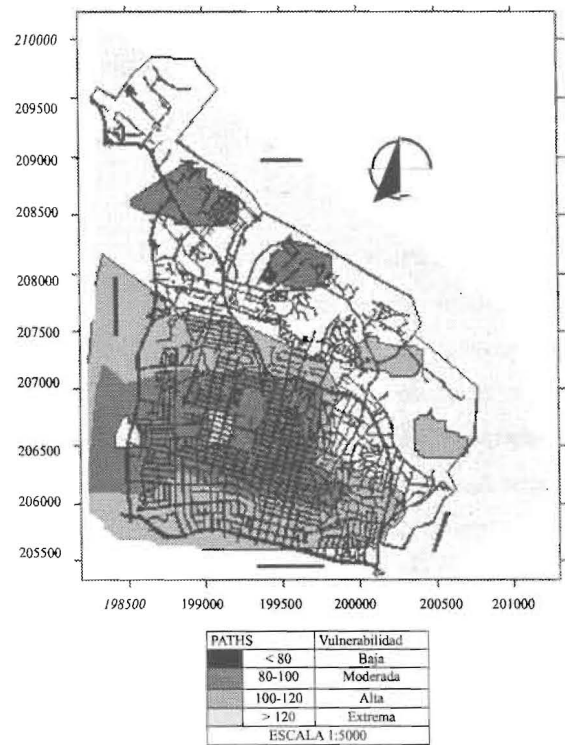 210000
209500
209000
208500
208000
207500
207000
206500
206000
205500
198500 199000 199500 200000 200500 201000
PATHS Vulnerabilidad
< 80 Baja
80-100 Moderada
100-120 Alta
> 120 Extrema
ESCALA 1:5000